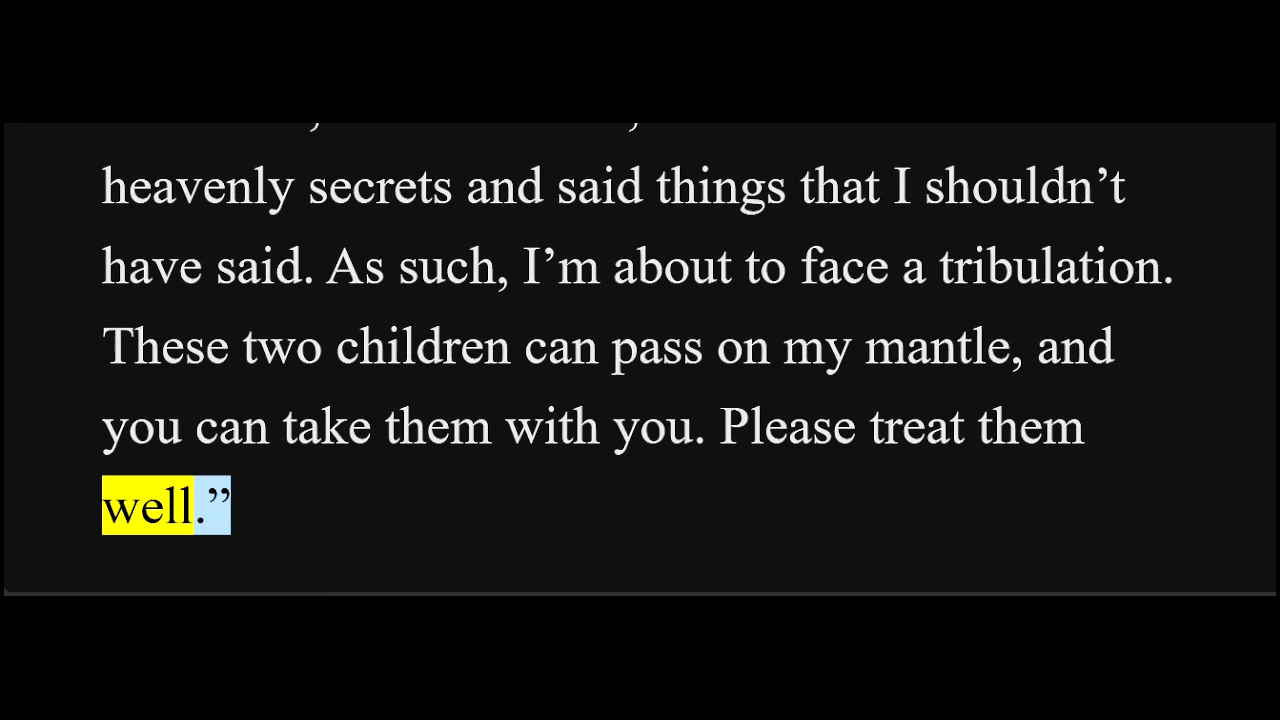 heavenly secrets and said things that I shouldn’t
have said. As such, I’m about to face a tribulation.
These two children can pass on my mantle, and
you can take them with you. Please treat them
well.”